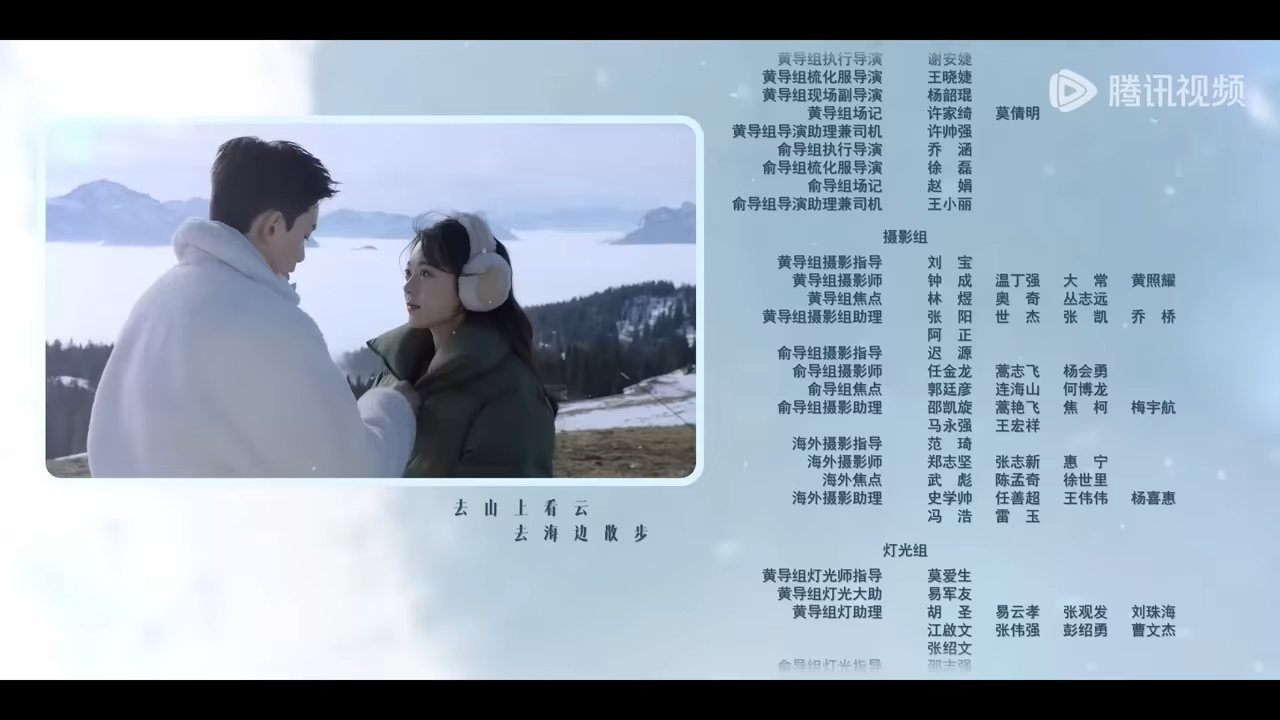 腾讯视频
黄导组执行导演 谢安婕
黄导组梳化服导演 王晓婕
黄导组现场副导演 杨韶琨
黄导组场记 许家绮 莫倩明
黄导组导演助理兼司机 许帅强
俞导组执行导演 乔 涵
俞导组梳化服导演 徐 磊
俞导组场记 赵 娟
俞导组导演助理兼司机 王小丽
摄影组
黄导组摄影指导 刘 宝
黄导组摄影师 钟 成 温丁强 大 常 黄照耀
黄导组焦点 林 煜 奥 奇 丛志远
黄导组摄影组助理 张 阳 世 杰 张 凯 乔 桥
阿 正
俞导组摄影指导 迟 源
俞导组摄影师 任金龙 蒿志飞 杨会勇
俞导组焦点 郭廷彦 连海山 何博龙
俞导组摄影助理 邵凯旋 蒿艳飞 焦 柯 梅宇航
马永强 王宏祥
海外摄影指导 范 琦
海外摄影师 郑志坚 张志新 惠 宁
海外焦点 武 彪 陈孟奇 徐世里
海外摄影助理 史学帅 任善超 王伟伟 杨喜惠
冯 浩 雷 玉
灯光组
黄导组灯光师指导 莫爱生
黄导组灯光大助 易军友
黄导组灯助理 胡 圣 易云孝 张观发 刘珠海
江啟文 张伟强 彭绍勇 曹文杰
张绍文
俞导组灯光指导 邵志强
去山上看云
去海边散步